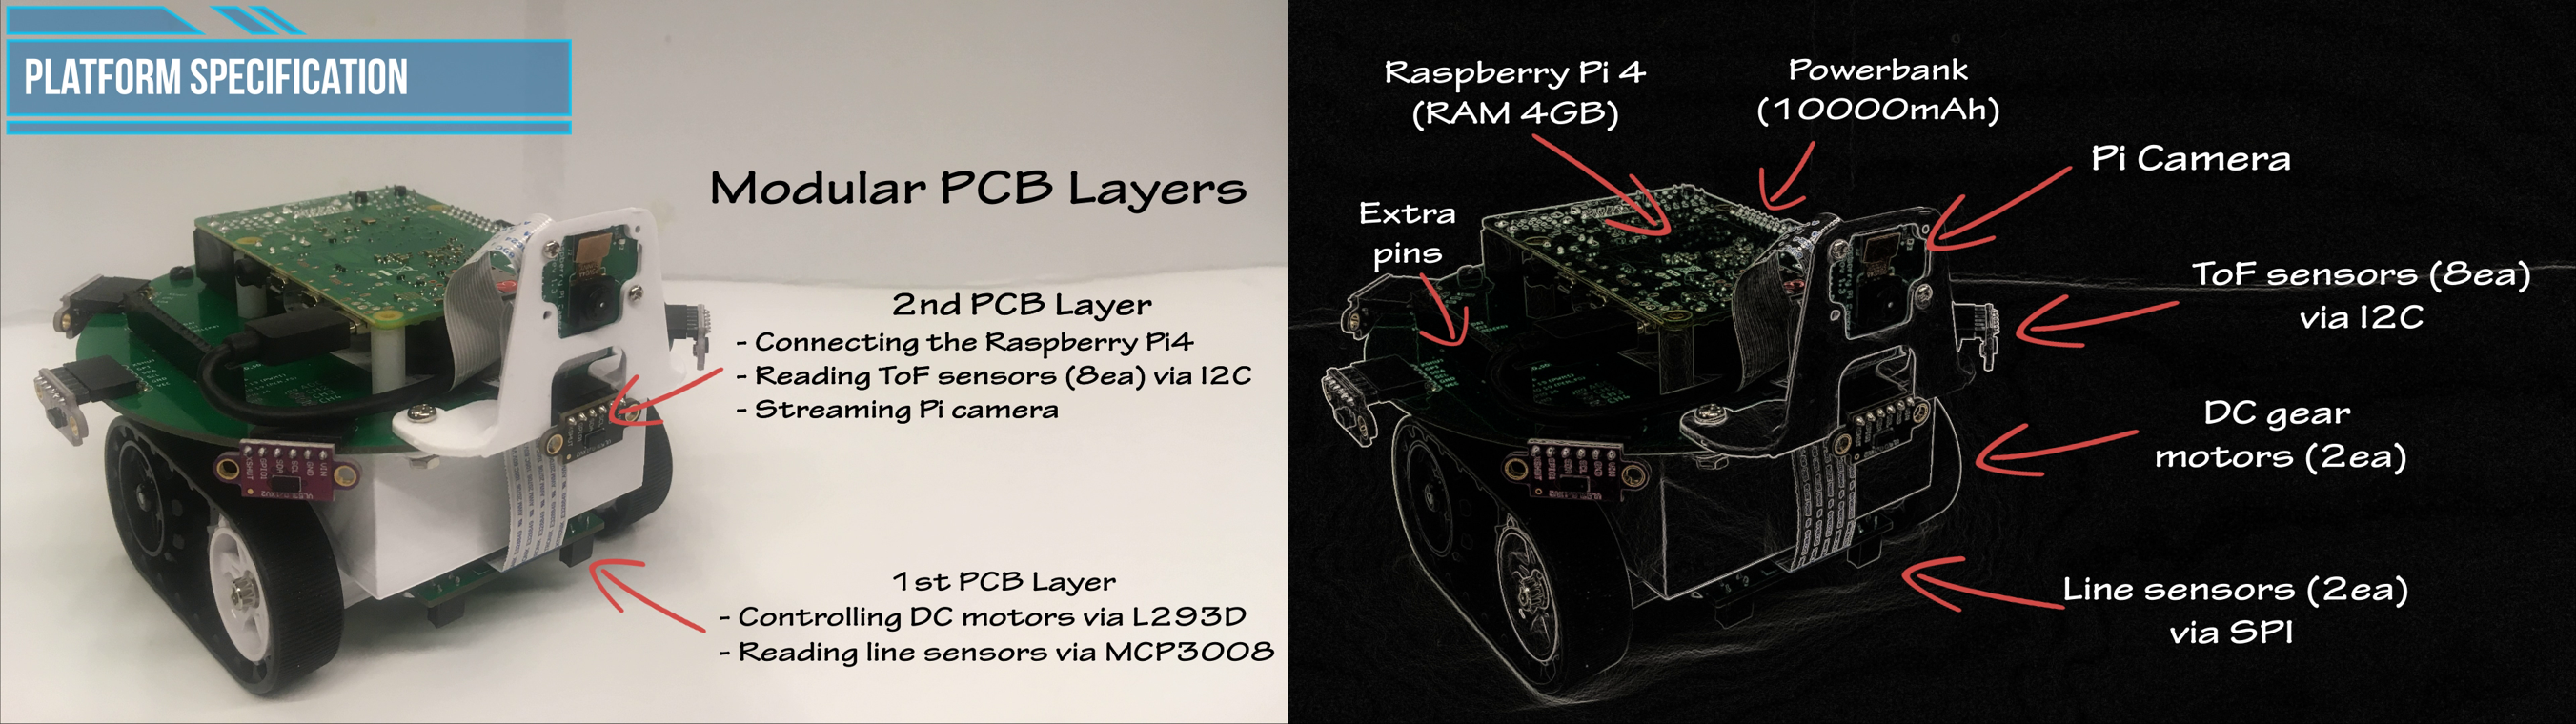 PLATFORM SPECIFICATION
Modular PCB Layers
2nd PCB Layer
- Connecting the Raspberry Pi4
- Reading ToF sensors (8ea) via I2C
- Streaming Pi camera
1st PCB Layer
- Controlling DC motors via L293D
- Reading line sensors via MCP3008
Raspberry Pi 4
(RAM 4GB)
Powerbank
(10000mAh)
Pi Camera
Extra
pins
ToF sensors (8ea)
via I2C
DC gear
motors (2ea)
Line sensors (2ea)
via SPI